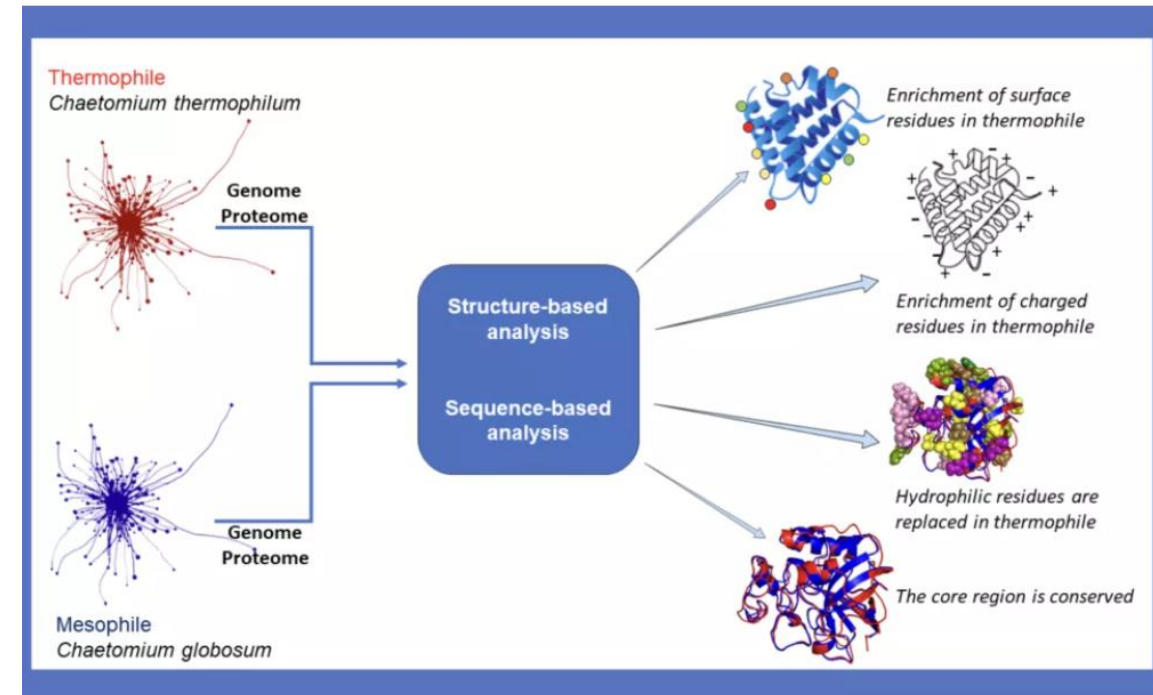 Thermophile
Chaetomium thermophilum
Genome
Proteome
Structure-based
analysis
Sequence-based
analysis
Genome
Proteome
Mesophile
Chaetomium globosum
Enrichment of surface
residues in thermophile
+ - + + - + - + - + - + - +
Enrichment of charged
residues in thermophile
Hydrophilic residues are
replaced in thermophile
The core region is conserved